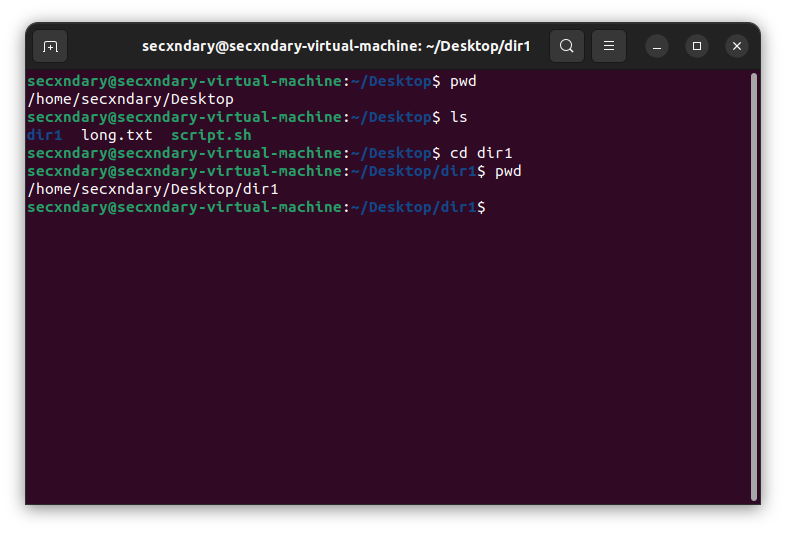 secxndary@secxndary-virtual-machine: ~/Desktop/dir1
secxndary@secxndary-virtual-machine:~/Desktop$ pwd
/home/secxndary/Desktop
secxndary@secxndary-virtual-machine:~/Desktop$ ls
dir1  long.txt  script.sh
secxndary@secxndary-virtual-machine:~/Desktop$ cd dir1
secxndary@secxndary-virtual-machine:~/Desktop/dir1$ pwd
/home/secxndary/Desktop/dir1
secxndary@secxndary-virtual-machine:~/Desktop/dir1$